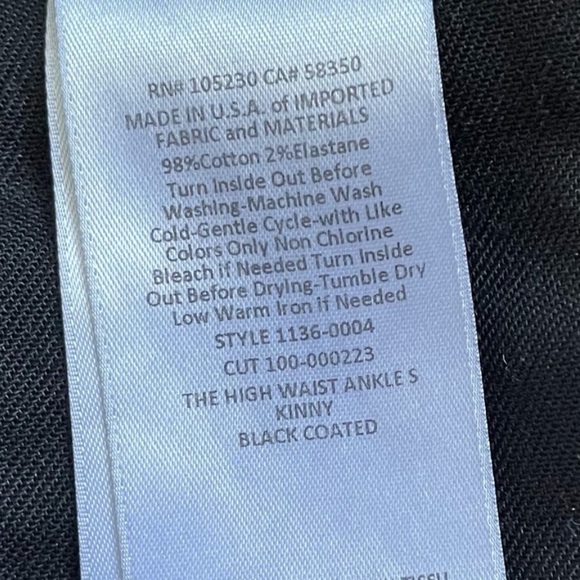 RN# 105230 CA# 58350
MADE IN U.S.A. of IMPORTED
FABRIC and MATERIALS
98%Cotton 2%Elastane
Turn Inside Out Before
Washing-Machine Wash
Cold-Gentle Cycle-with Like
Colors Only Non Chlorine
Bleach if Needed Turn Inside
Out Before Drying-Tumble Dry
Low Warm Iron if Needed
STYLE 1136-0004
CUT 100-000223
THE HIGH WAIST ANKLE S
KINNY
BLACK COATED